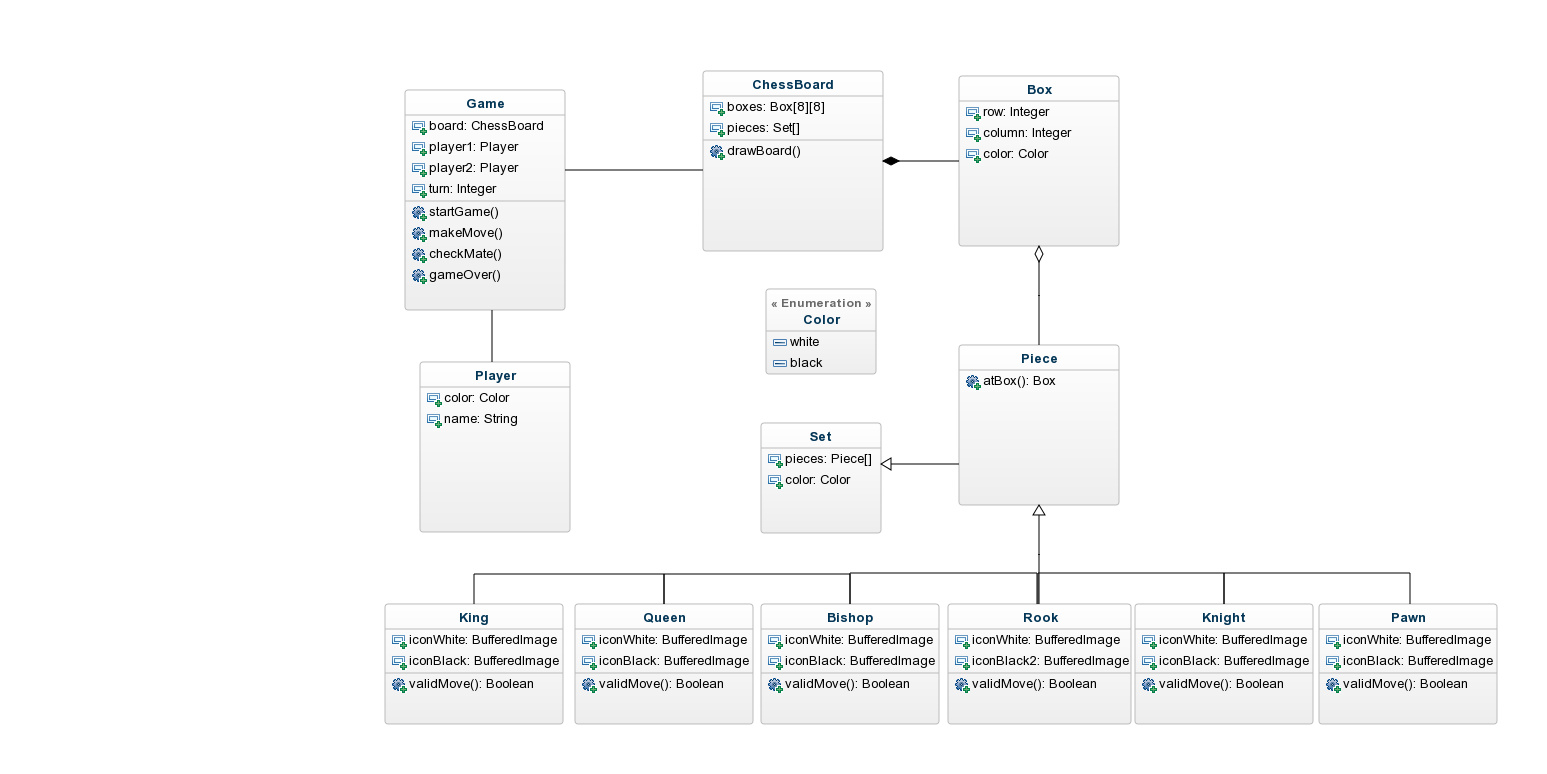 Game
board: ChessBoard
player1: Player
player2: Player
turn: Integer
startGame()
makeMove()
checkMate()
gameOver()
ChessBoard
boxes: Box[8][8]
pieces: Set[]
drawBoard()
Box
row: Integer
column: Integer
color: Color
« Enumeration »
Color
white
black
Player
color: Color
name: String
Set
pieces: Piece[]
color: Color
Piece
atBox(): Box
King
iconWhite: BufferedImage
iconBlack: BufferedImage
validMove(): Boolean
Queen
iconWhite: BufferedImage
iconBlack: BufferedImage
validMove(): Boolean
Bishop
iconWhite: BufferedImage
iconBlack: BufferedImage
validMove(): Boolean
Rook
iconWhite: BufferedImage
iconBlack2: BufferedImage
validMove(): Boolean
Knight
iconWhite: BufferedImage
iconBlack: BufferedImage
validMove(): Boolean
Pawn
iconWhite: BufferedImage
iconBlack: BufferedImage
validMove(): Boolean